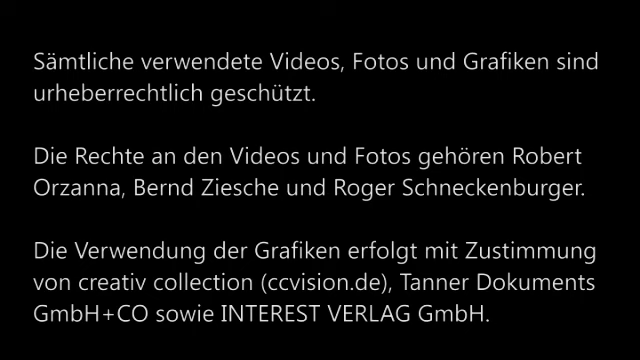 Sämtliche verwendete Videos, Fotos und Grafiken sind
urheberrechtlich geschützt.
Die Rechte an den Videos und Fotos gehören Robert
Orzanna, Bernd Ziesche und Roger Schneckenburger.
Die Verwendung der Grafiken erfolgt mit Zustimmung
von creativ collection (ccvision.de), Tanner Dokuments
GmbH+CO sowie INTEREST VERLAG GmbH.